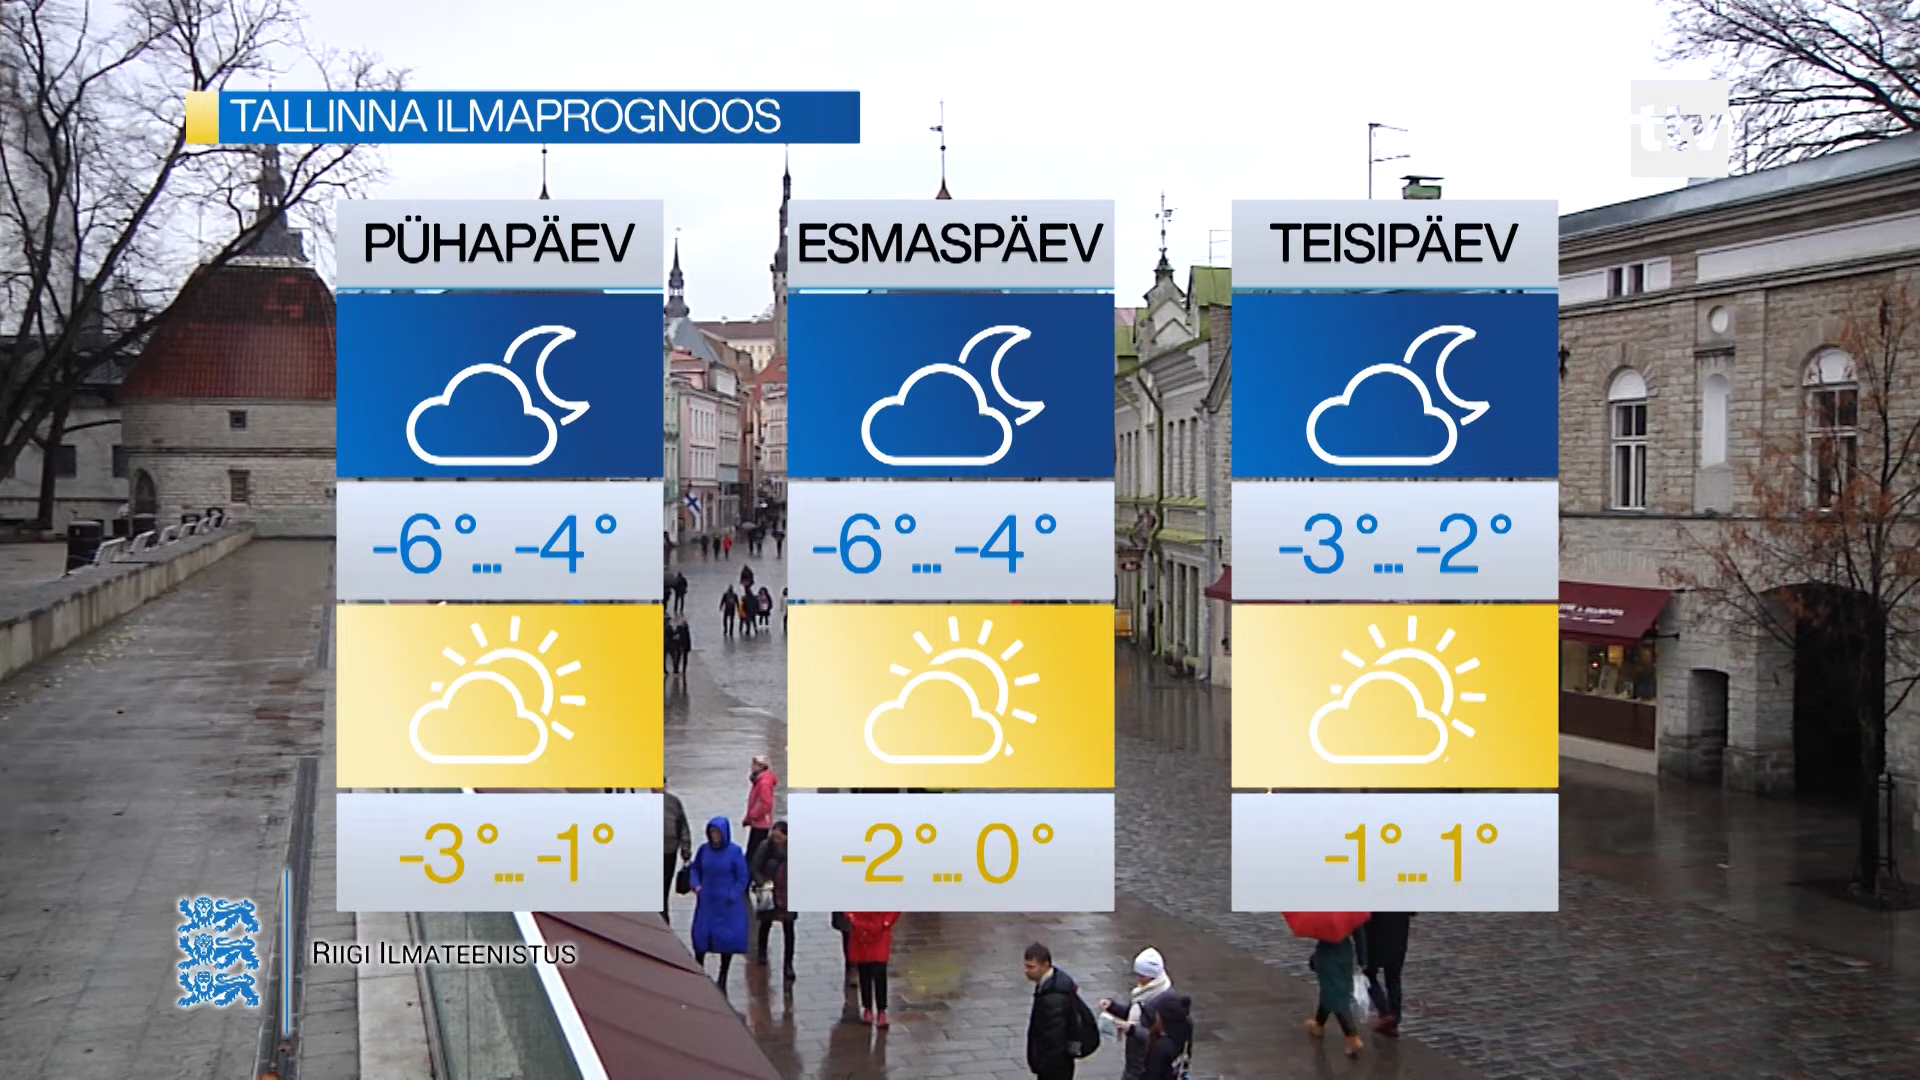 TALLINNA ILMAPROGNOOS
ttv
PÜHAPÄEV
ESMASPÄEV
TEISIPÄEV
-6°... -4°
-6°... -4°
-3°... -2°
-3°... -1°
-2°... 0°
-1°... 1°
RIIGI ILMATEENISTUS